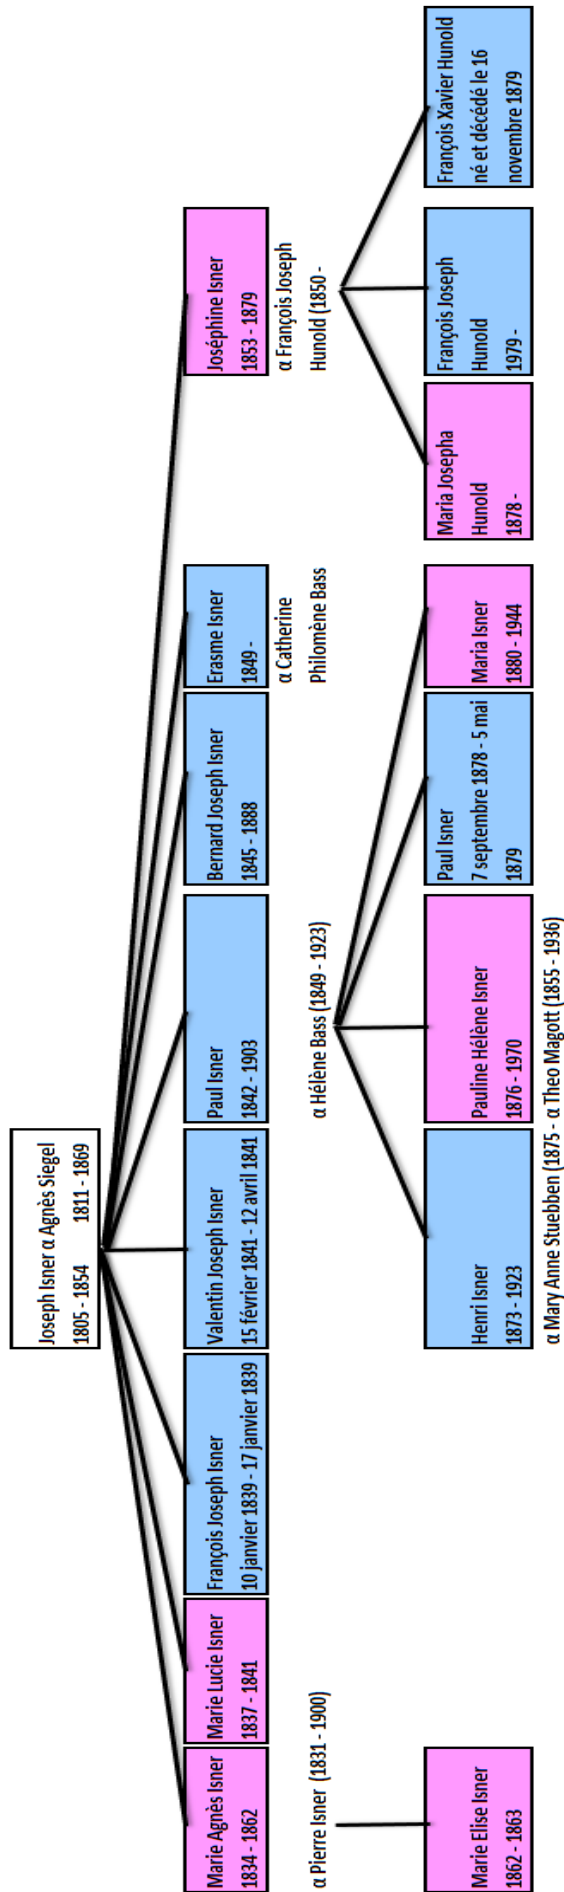 Joseph Isner α Agnès Siegel
1805 - 1854 1811 - 1869
Marie Agnès Isner
1834 - 1862
Marie Lucie Isner
1837 - 1841
François Joseph Isner
10 janvier 1839 - 17 janvier 1839
Valentin Joseph Isner
15 février 1841 - 12 avril 1841
Paul Isner
1842 - 1903
Bernard Joseph Isner
1845 - 1888
Erasme Isner
1849 -
Joséphine Isner
1853 - 1879
α Pierre Isner (1831 - 1900)
α Hélène Bass (1849 - 1923)
α Catherine
Philomène Bass
α François Joseph
Hunold (1850 -
Marie Elise Isner
1862 - 1863
Henri Isner
1873 - 1923
Pauline Hélène Isner
1876 - 1970
Paul Isner
7 septembre 1878 - 5 mai
1879
Maria Isner
1880 - 1944
Maria Josepha
Hunold
1878 -
François Joseph
Hunold
1979 -
François Xavier Hunold
né et décédé le 16
novembre 1879
α Mary Anne Stuebben (1875 - α Theo Magott (1855 - 1936)